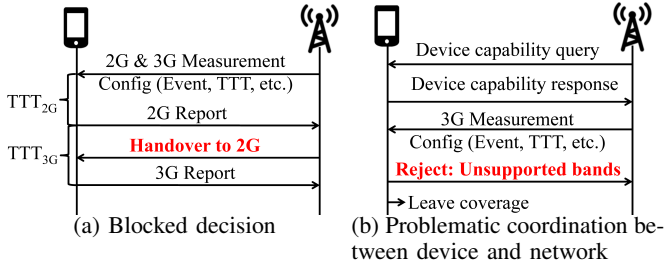 2G & 3G Measurement
Config (Event, TTT, etc.)
TTT2G
2G Report
Handover to 2G
TTT3G
3G Report
(a) Blocked decision
Device capability query
Device capability response
3G Measurement
Config (Event, TTT, etc.)
Reject: Unsupported bands
Leave coverage
(b) Problematic coordination be-
tween device and network